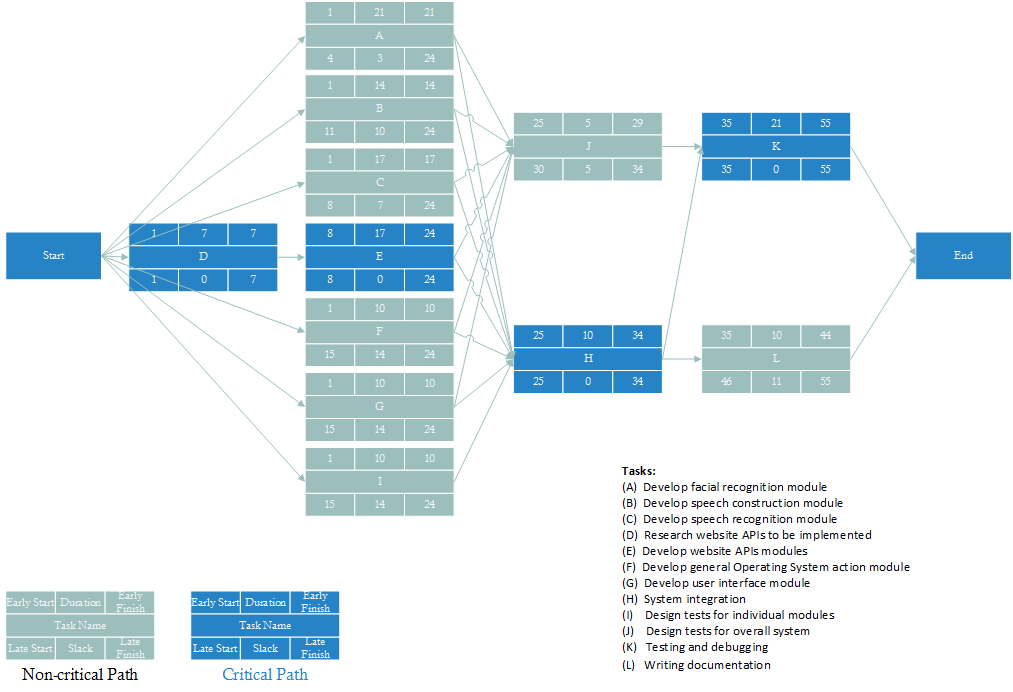 1 21 21
A
4 3 24
1 14 14
B
11 10 24
1 17 17
C
8 7 24
Start
1 7 7
D
1 0 7
8 17 24
E
8 0 24
1 10 10
F
15 14 24
1 10 10
G
15 14 24
1 10 10
I
15 14 24
25 5 29
J
30 5 34
25 10 34
H
25 0 34
35 21 55
K
35 0 55
35 10 44
L
46 11 55
End
Tasks:
(A) Develop facial recognition module
(B) Develop speech construction module
(C) Develop speech recognition module
(D) Research website APIs to be implemented
(E) Develop website APIs modules
(F) Develop general Operating System action module
(G) Develop user interface module
(H) System integration
(I) Design tests for individual modules
(J) Design tests for overall system
(K) Testing and debugging
(L) Writing documentation
Early Start Duration Early
Finish
Task Name
Late Start Slack Late
Finish
Non-critical Path
Early Start Duration Early
Finish
Task Name
Late Start Slack Late
Finish
Critical Path